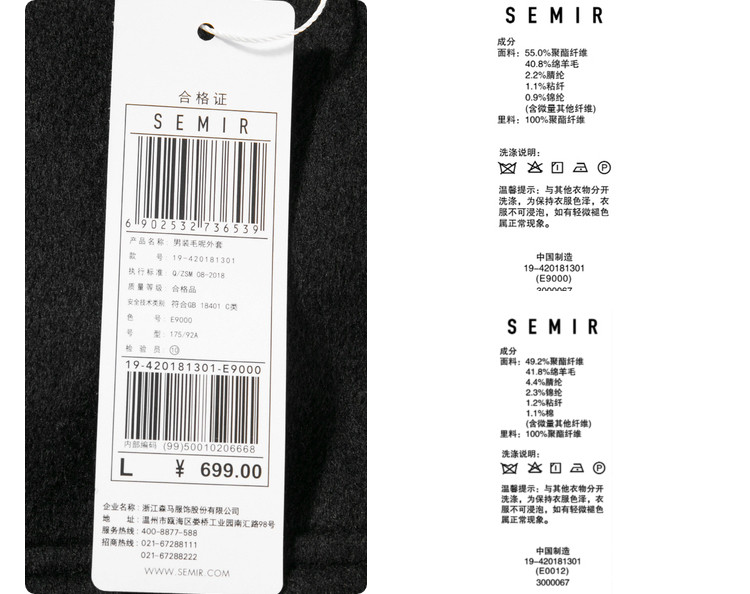 合格证
SEMIR
6 902532 736539
产品名称: 男装毛呢外套
款 号: 19-420181301
执行标准: Q/ZSM 08-2018
质量等级: 合格品
安全技术类别: 符合GB 18401 C类
色 号: E9000
号 型: 175/92A
检 验 员: 10
19-420181301-E9000
内部编码 (99)50010206668
L ¥ 699.00
企业名称: 浙江森马服饰股份有限公司
地 址: 温州市瓯海区娄桥工业园南汇路98号
服务热线: 400-8877-588
招商热线: 021-67288111
021-67288222
WWW.SEMIR.COM
SEMIR
成分
面料: 55.0%聚酯纤维
40.8%绵羊毛
2.2%腈纶
1.1%粘纤
0.9%锦纶
(含微量其他纤维)
里料: 100%聚酯纤维
洗涤说明:
P
温馨提示: 与其他衣物分开
洗涤，为保持衣服色泽，衣
服不可浸泡，如有轻微褪色
属正常现象。
中国制造
19-420181301
(E9000)
3000067
SEMIR
成分
面料: 49.2%聚酯纤维
41.8%绵羊毛
4.4%腈纶
2.3%锦纶
1.2%粘纤
1.1%棉
(含微量其他纤维)
里料: 100%聚酯纤维
洗涤说明:
P
温馨提示: 与其他衣物分开
洗涤，为保持衣服色泽，衣
服不可浸泡，如有轻微褪色
属正常现象。
中国制造
19-420181301
(E0012)
3000067